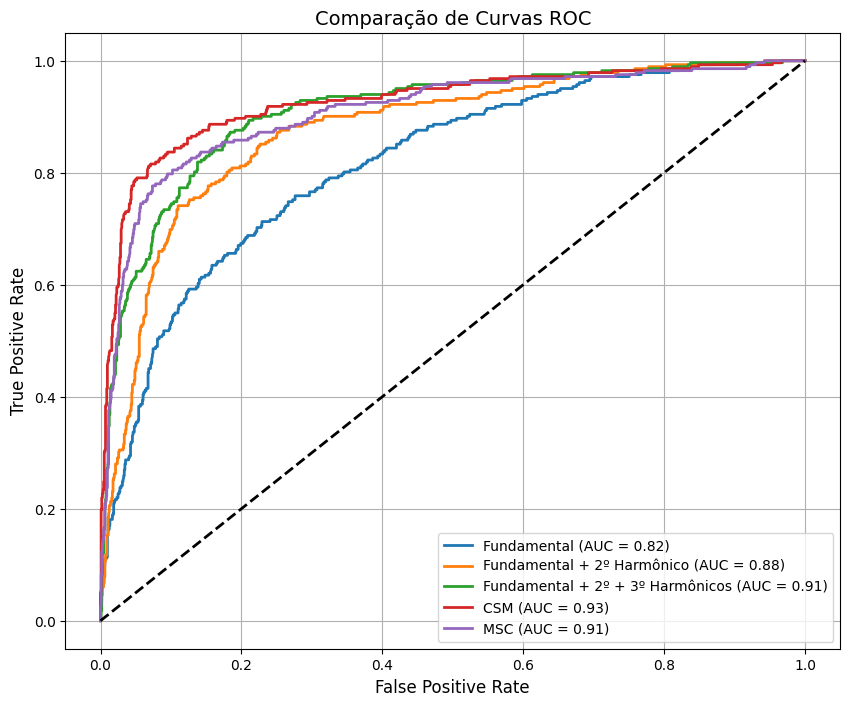 Comparação de Curvas ROC
True Positive Rate
1.0
0.8
0.6
0.4
0.2
0.0
Fundamental (AUC = 0.82)
Fundamental + 2º Harmônico (AUC = 0.88)
Fundamental + 2º + 3º Harmônicos (AUC = 0.91)
CSM (AUC = 0.93)
MSC (AUC = 0.91)
0.0 0.2 0.4 0.6 0.8 1.0
False Positive Rate